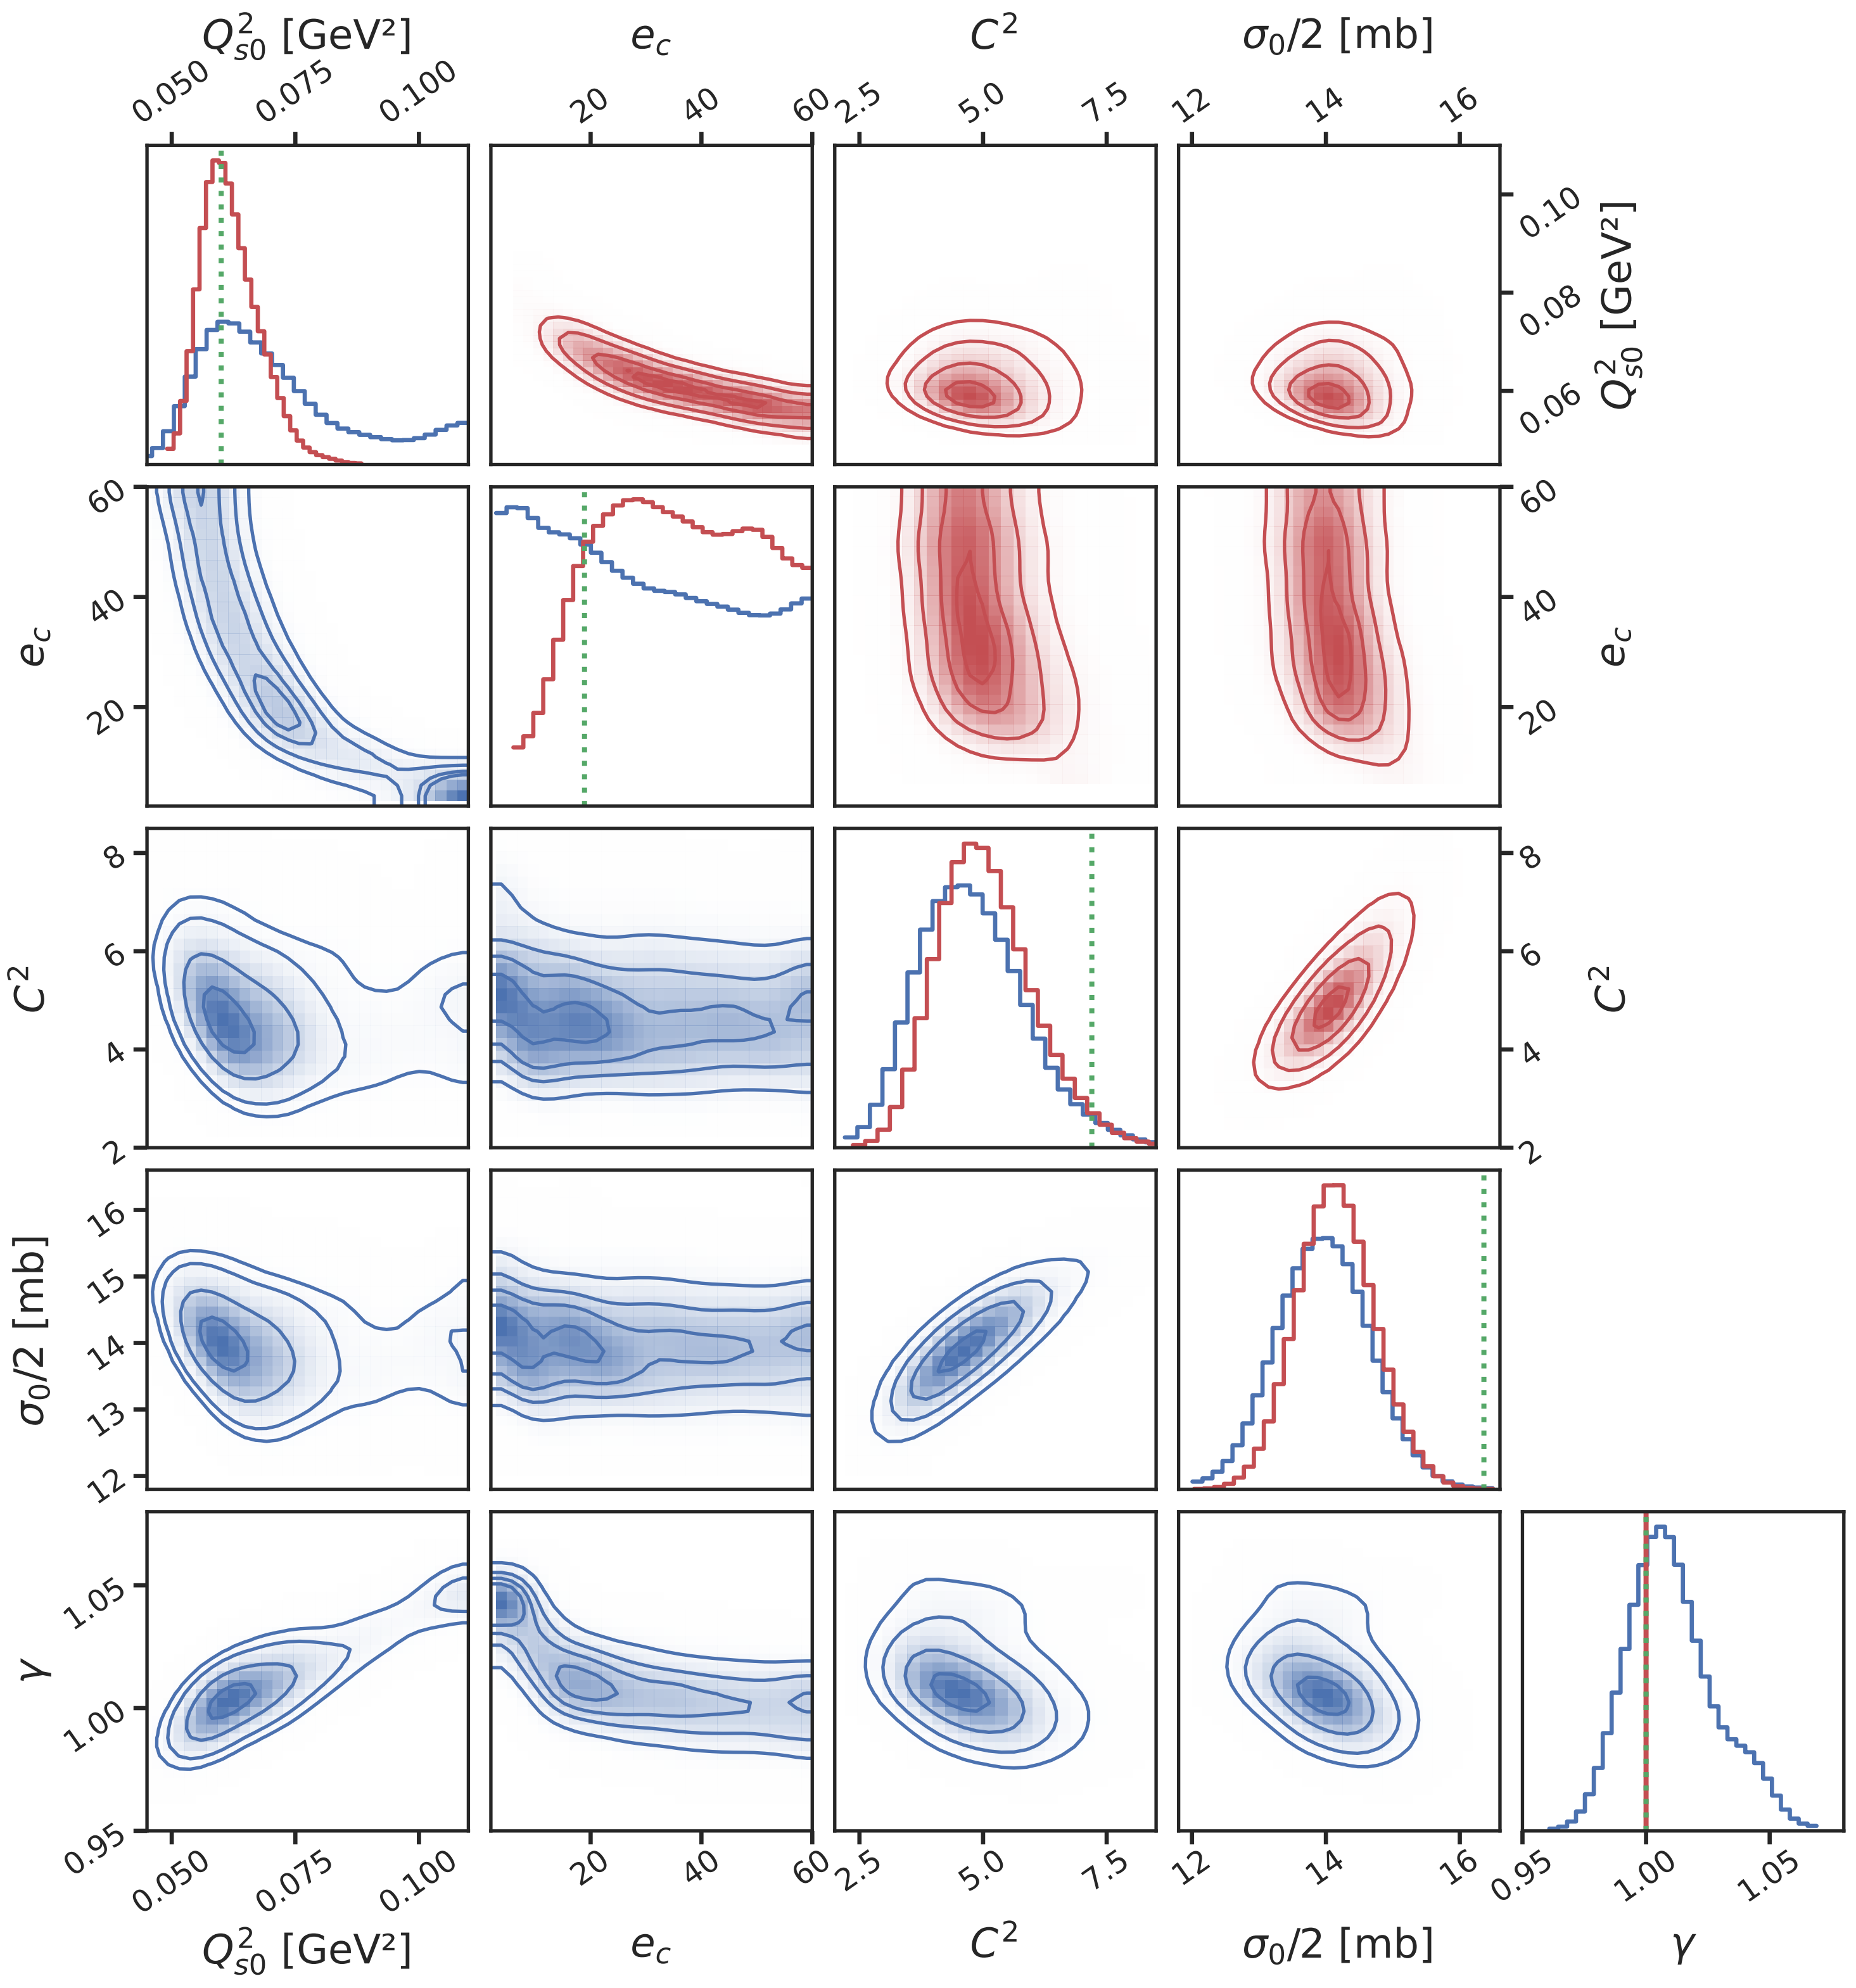 Q²ₛ₀ [GeV²] e_c C² σ₀/2 [mb]
0.050 0.075 0.100 20 40 60 2.5 5.0 7.5 12 14 16
0.10
0.08
0.06
Q²ₛ₀ [GeV²]
60
40
20
e_c
60
40
20
e_c
8
6
4
2
C²
8
6
4
2
C²
16
15
14
13
12
σ₀/2 [mb]
1.05
1.00
0.95
γ
0.050 0.075 0.100 20 40 60 2.5 5.0 7.5 12 14 16 0.95 1.00 1.05
Q²ₛ₀ [GeV²] e_c C² σ₀/2 [mb] γ